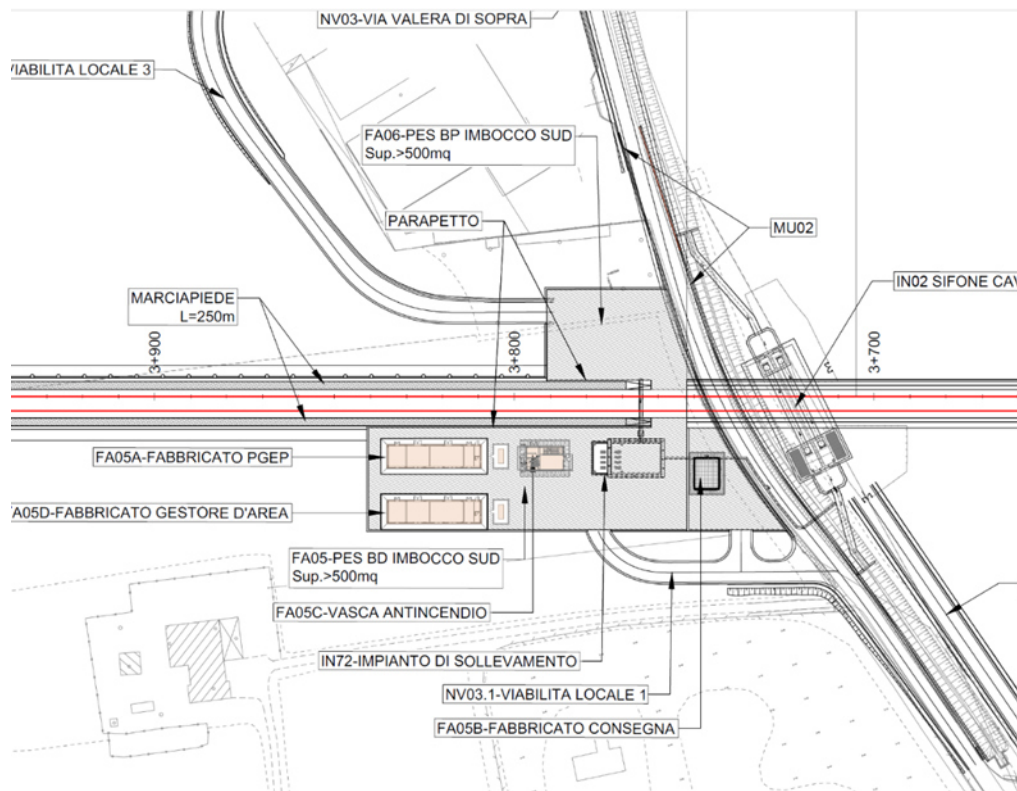 NV03-VIA VALERA DI SOPRA
VIABILITA LOCALE 3
FA06-PES BP IMBOCCO SUD
Sup.>500mq
PARAPETTO
MU02
IN02 SIFONE CAV
MARCIAPIEDE
L=250m
3+900
3+800
3+700
FA05A-FABBRICATO PGEP
FA05D-FABBRICATO GESTORE D'AREA
FA05-PES BD IMBOCCO SUD
Sup.>500mq
FA05C-VASCA ANTINCENDIO
IN72-IMPIANTO DI SOLLEVAMENTO
NV03.1-VIABILITA LOCALE 1
FA05B-FABBRICATO CONSEGNA